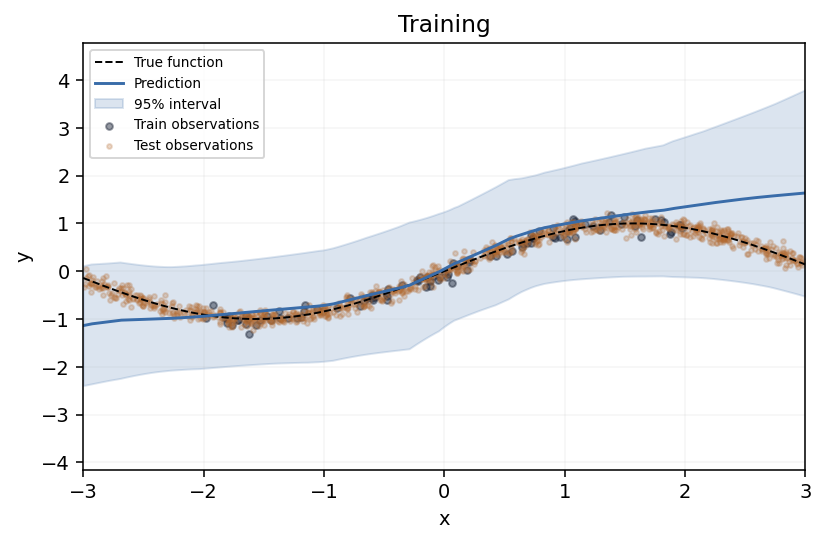 Training
True function
Prediction
95% interval
Train observations
Test observations
4
3
2
1
0
−1
−2
−3
−4
y
−3 −2 −1 0 1 2 3
x